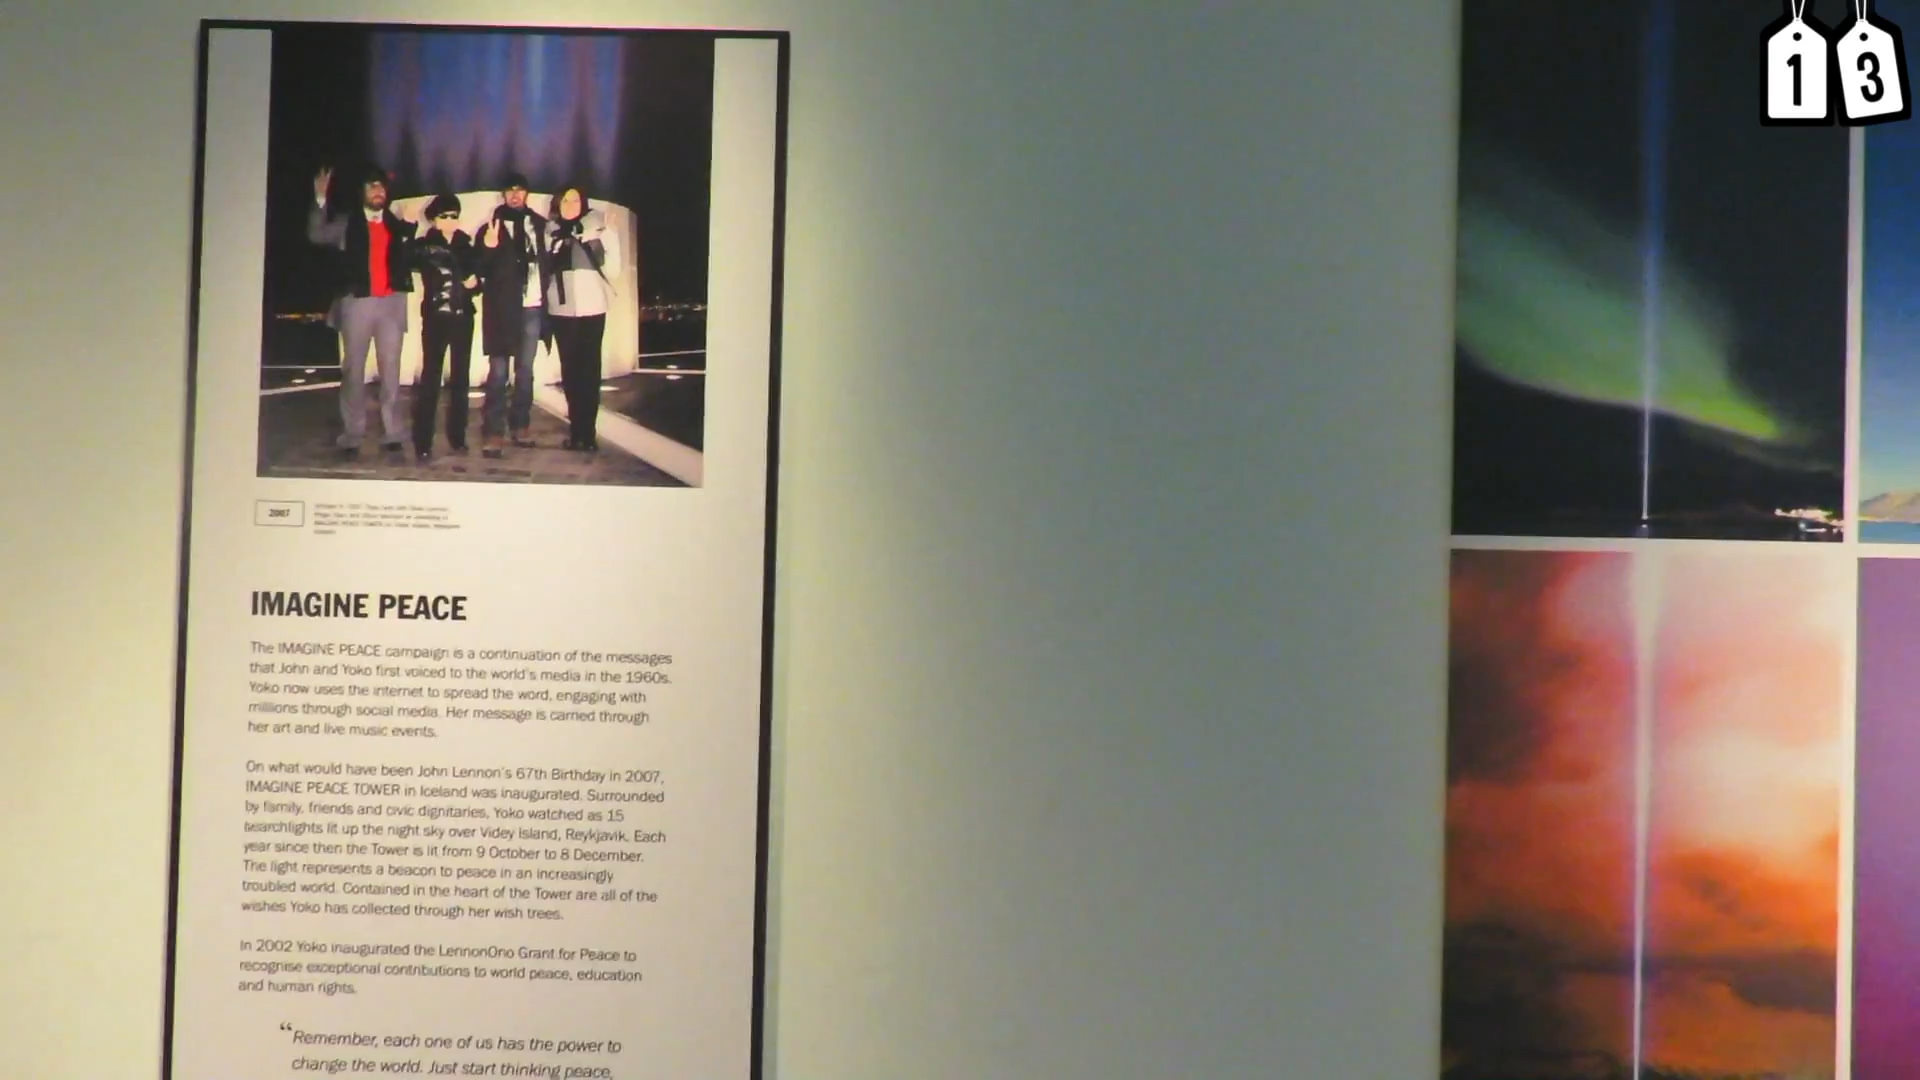 1 3
2007
IMAGINE PEACE
The IMAGINE PEACE campaign is a continuation of the messages
that John and Yoko first voiced to the world's media in the 1960s.
Yoko now uses the internet to spread the word, engaging with
millions through social media. Her message is carried through
her art and live music events.
On what would have been John Lennon's 67th Birthday in 2007,
IMAGINE PEACE TOWER in Iceland was inaugurated. Surrounded
by family, friends and civic dignitaries, Yoko watched as 15
searchlights lit up the night sky over Videy Island, Reykjavik. Each
year since then the Tower is lit from 9 October to 8 December.
The light represents a beacon to peace in an increasingly
troubled world. Contained in the heart of the Tower are all of the
wishes Yoko has collected through her wish trees.
In 2002 Yoko inaugurated the LennonOno Grant for Peace to
recognise exceptional contributions to world peace, education
and human rights.
“Remember, each one of us has the power to
change the world. Just start thinking peace,